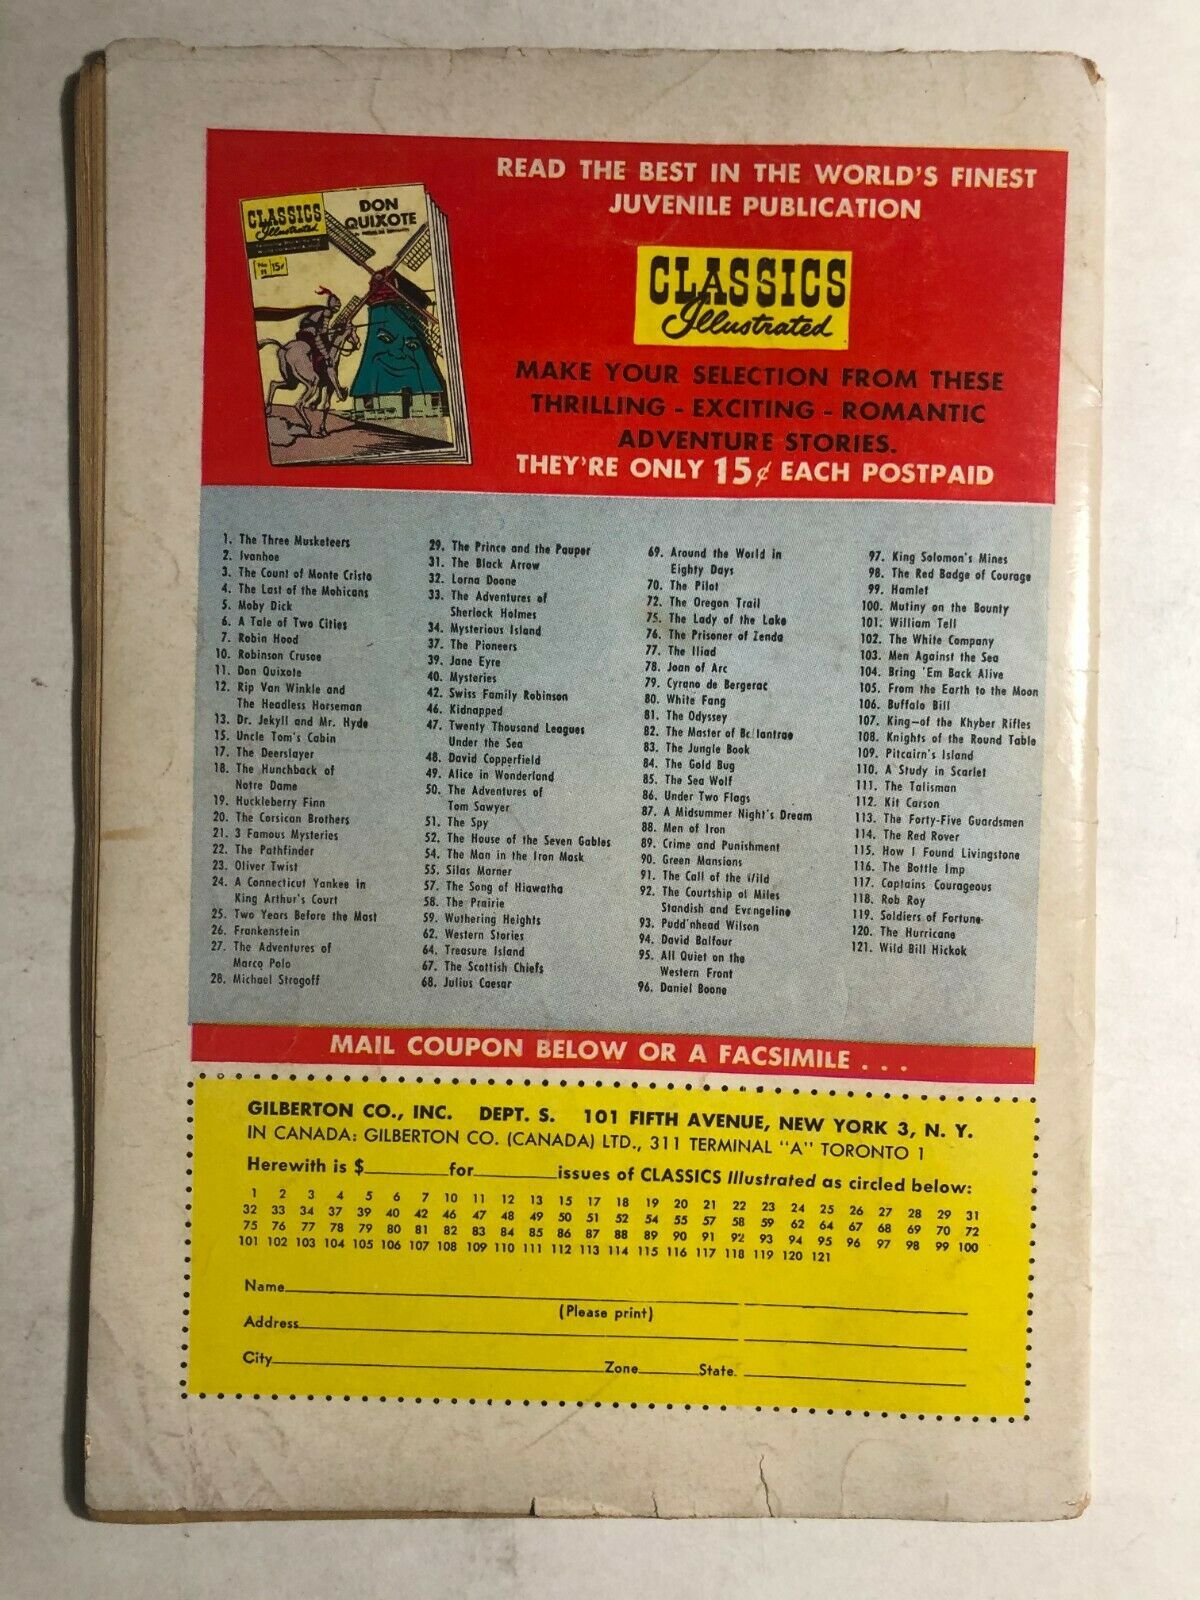 CLASSICS
Illustrated
DON
QUIXOTE
No.
11
15¢
READ THE BEST IN THE WORLD'S FINEST
JUVENILE PUBLICATION
CLASSICS
Illustrated
MAKE YOUR SELECTION FROM THESE
THRILLING - EXCITING - ROMANTIC
ADVENTURE STORIES.
THEY'RE ONLY 15¢ EACH POSTPAID
1. The Three Musketeers
2. Ivanhoe
3. The Count of Monte Cristo
4. The Last of the Mohicans
5. Moby Dick
6. A Tale of Two Cities
7. Robin Hood
10. Robinson Crusoe
11. Don Quixote
12. Rip Van Winkle and
The Headless Horseman
13. Dr. Jekyll and Mr. Hyde
15. Uncle Tom's Cabin
17. The Deerslayer
18. The Hunchback of
Notre Dame
19. Huckleberry Finn
20. The Corsican Brothers
21. 3 Famous Mysteries
22. The Pathfinder
23. Oliver Twist
24. A Connecticut Yankee in
King Arthur's Court
25. Two Years Before the Mast
26. Frankenstein
27. The Adventures of
Marco Polo
28. Michael Strogoff
29. The Prince and the Pauper
31. The Black Arrow
32. Lorna Doone
33. The Adventures of
Sherlock Holmes
34. Mysterious Island
37. The Pioneers
39. Jane Eyre
40. Mysteries
42. Swiss Family Robinson
46. Kidnapped
47. Twenty Thousand Leagues
Under the Sea
48. David Copperfield
49. Alice in Wonderland
50. The Adventures of
Tom Sawyer
51. The Spy
52. The House of the Seven Gables
54. The Man in the Iron Mask
55. Silas Marner
57. The Song of Hiawatha
58. The Prairie
59. Wuthering Heights
62. Western Stories
64. Treasure Island
67. The Scottish Chiefs
68. Julius Caesar
69. Around the World in
Eighty Days
70. The Pilot
72. The Oregon Trail
75. The Lady of the Lake
76. The Prisoner of Zenda
77. The Iliad
78. Joan of Arc
79. Cyrano de Bergerac
80. White Fang
81. The Odyssey
82. The Master of Ballantrae
83. The Jungle Book
84. The Gold Bug
85. The Sea Wolf
86. Under Two Flags
87. A Midsummer Night's Dream
88. Men of Iron
89. Crime and Punishment
90. Green Mansions
91. The Call of the Wild
92. The Courtship of Miles
Standish and Evangeline
93. Pudd'nhead Wilson
94. David Balfour
95. All Quiet on the
Western Front
96. Daniel Boone
97. King Solomon's Mines
98. The Red Badge of Courage
99. Hamlet
100. Mutiny on the Bounty
101. William Tell
102. The White Company
103. Men Against the Sea
104. Bring 'Em Back Alive
105. From the Earth to the Moon
106. Buffalo Bill
107. King—of the Khyber Rifles
108. Knights of the Round Table
109. Pitcairn's Island
110. A Study in Scarlet
111. The Talisman
112. Kit Carson
113. The Forty-Five Guardsmen
114. The Red Rover
115. How I Found Livingstone
116. The Bottle Imp
117. Captains Courageous
118. Rob Roy
119. Soldiers of Fortune
120. The Hurricane
121. Wild Bill Hickok
MAIL COUPON BELOW OR A FACSIMILE . . .
GILBERTON CO., INC. DEPT. S. 101 FIFTH AVENUE, NEW YORK 3, N. Y.
IN CANADA: GILBERTON CO. (CANADA) LTD., 311 TERMINAL "A" TORONTO 1
Herewith is $________for________issues of CLASSICS Illustrated as circled below:
1 2 3 4 5 6 7 10 11 12 13 15 17 18 19 20 21 22 23 24 25 26 27 28 29 31
32 33 34 37 39 40 42 46 47 48 49 50 51 52 54 55 57 58 59 62 64 67 68 69 70 72
75 76 77 78 79 80 81 82 83 84 85 86 87 88 89 90 91 92 93 94 95 96 97 98 99 100
101 102 103 104 105 106 107 108 109 110 111 112 113 114 115 116 117 118 119 120 121
Name
(Please print)
Address
City Zone State